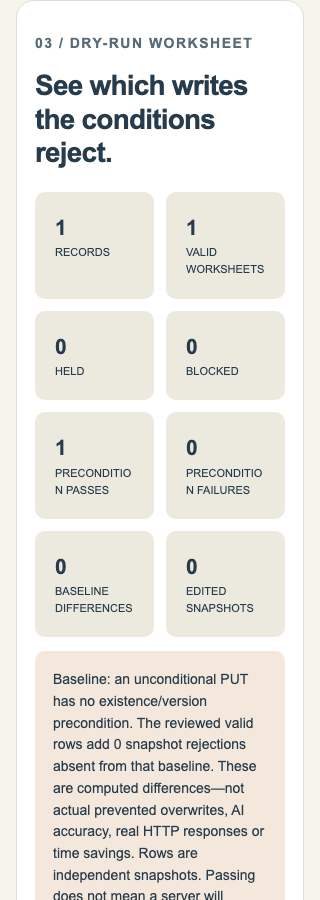 03 / DRY-RUN WORKSHEET
See which writes
the conditions
reject.
1
RECORDS
1
VALID
WORKSHEETS
0
HELD
0
BLOCKED
1
PRECONDITIO
N PASSES
0
PRECONDITIO
N FAILURES
0
BASELINE
DIFFERENCES
0
EDITED
SNAPSHOTS
Baseline: an unconditional PUT
has no existence/version
precondition. The reviewed valid
rows add 0 snapshot rejections
absent from that baseline. These
are computed differences—not
actual prevented overwrites, AI
accuracy, real HTTP responses or
time savings. Rows are
independent snapshots. Passing
does not mean a server will